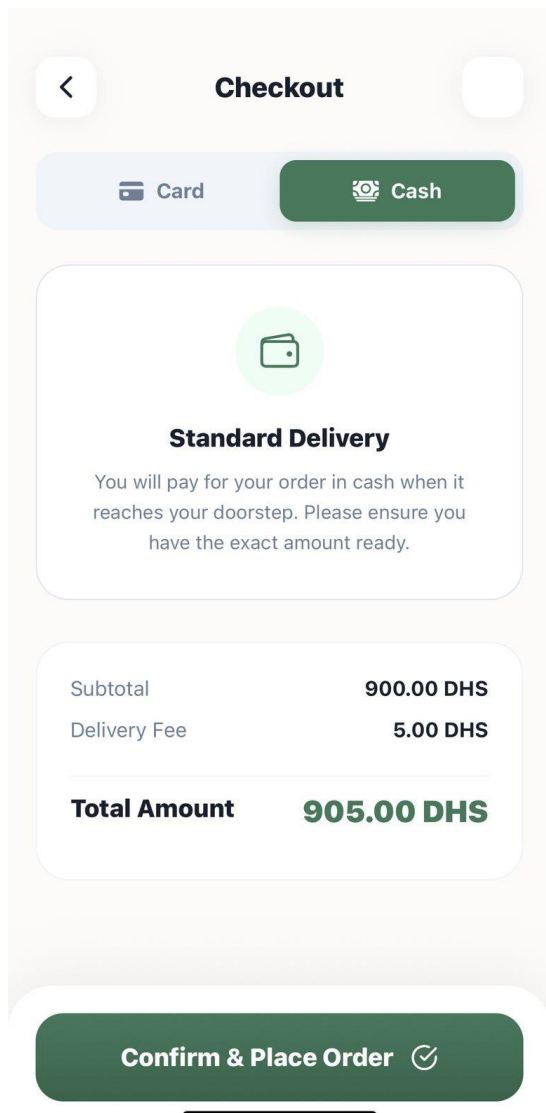 Checkout
Card
Cash
Standard Delivery
You will pay for your order in cash when it
reaches your doorstep. Please ensure you
have the exact amount ready.
Subtotal 900.00 DHS
Delivery Fee 5.00 DHS
Total Amount 905.00 DHS
Confirm & Place Order